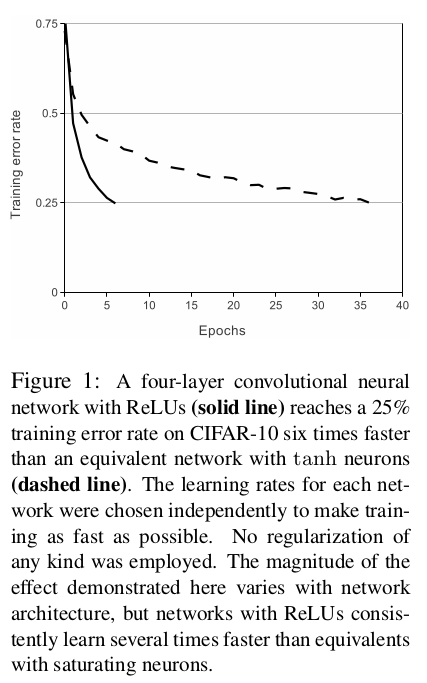 0.75
0.5
0.25
0
Training error rate
0 5 10 15 20 25 30 35 40
Epochs
Figure 1: A four-layer convolutional neural
network with ReLUs (solid line) reaches a 25%
training error rate on CIFAR-10 six times faster
than an equivalent network with tanh neurons
(dashed line). The learning rates for each net-
work were chosen independently to make train-
ing as fast as possible. No regularization of
any kind was employed. The magnitude of the
effect demonstrated here varies with network
architecture, but networks with ReLUs consis-
tently learn several times faster than equivalents
with saturating neurons.